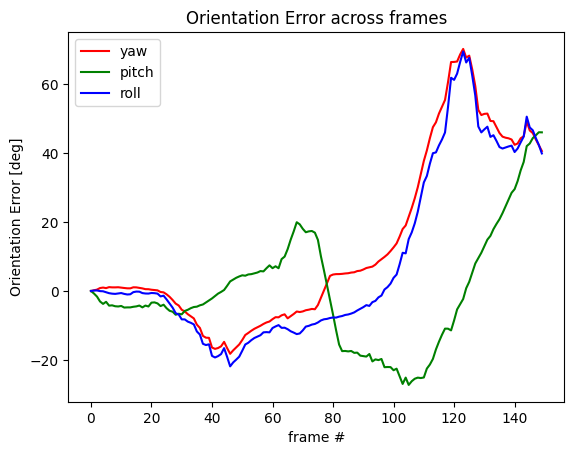 Orientation Error across frames
yaw
pitch
roll
Orientation Error [deg]
60
40
20
0
−20
0 20 40 60 80 100 120 140
frame #